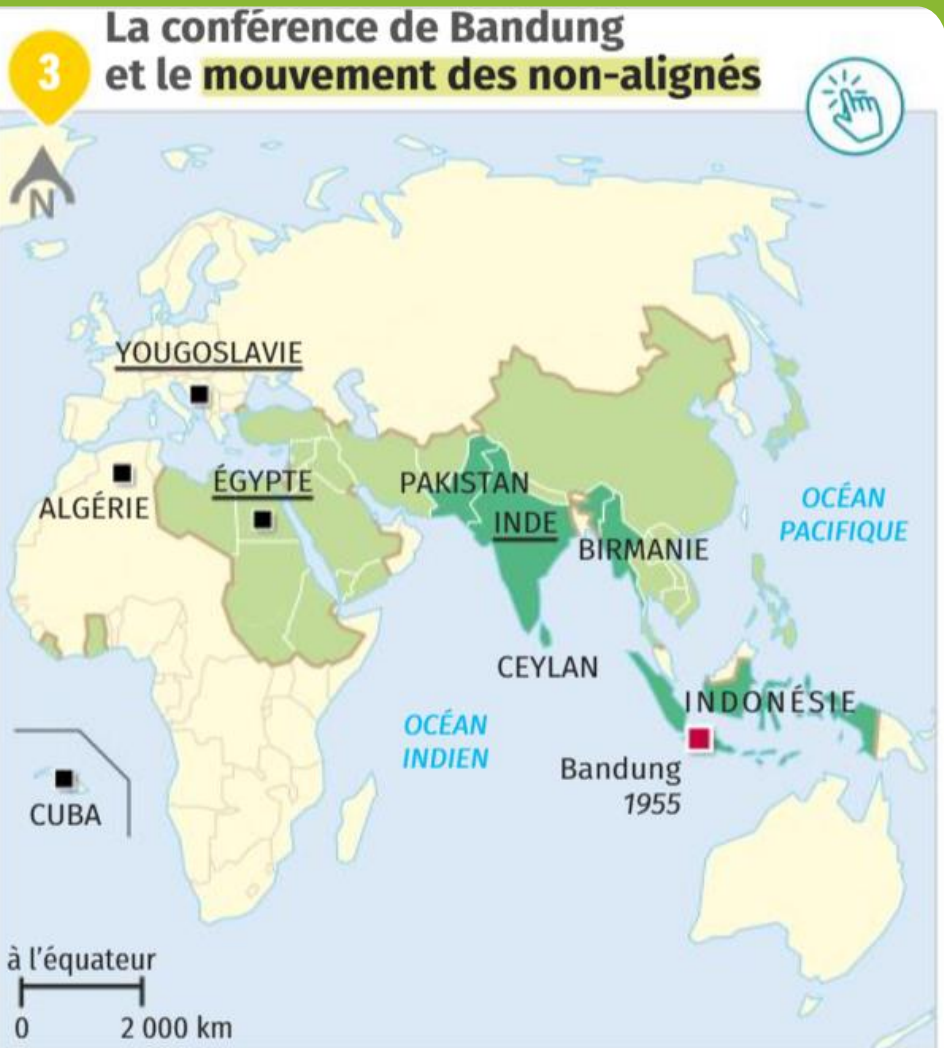 3
La conférence de Bandung
et le mouvement des non-alignés
N
YOUGOSLAVIE
ALGÉRIE
ÉGYPTE
PAKISTAN
INDE
BIRMANIE
OCÉAN
PACIFIQUE
CEYLAN
INDONÉSIE
OCÉAN
INDIEN
Bandung
1955
CUBA
à l'équateur
0 2 000 km